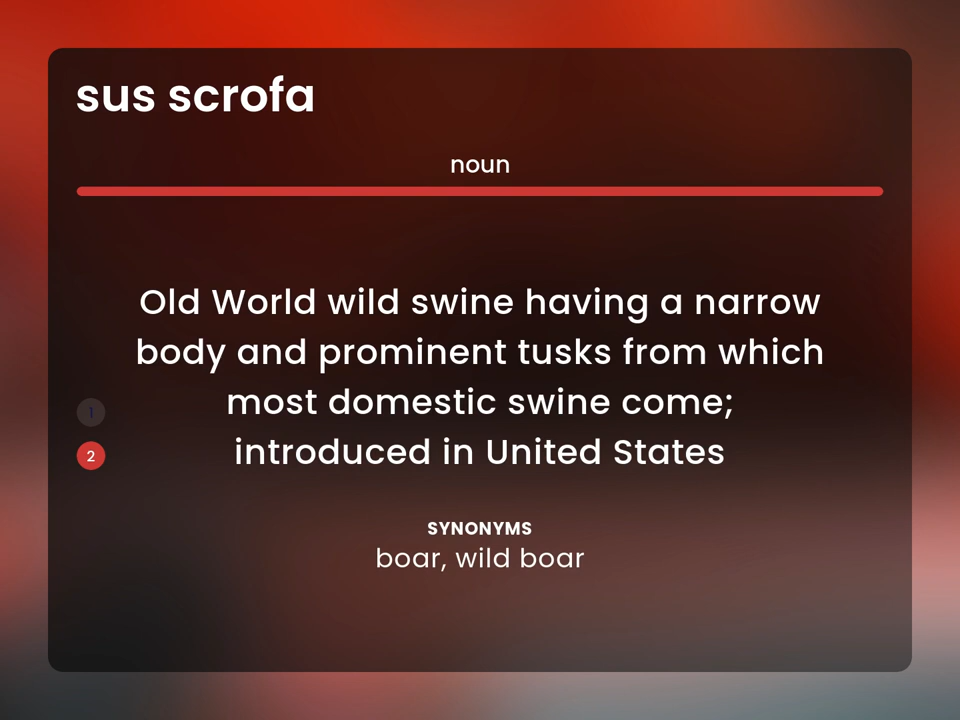 sus scrofa
noun
Old World wild swine having a narrow
body and prominent tusks from which
most domestic swine come;
introduced in United States
1
2
SYNONYMS
boar, wild boar